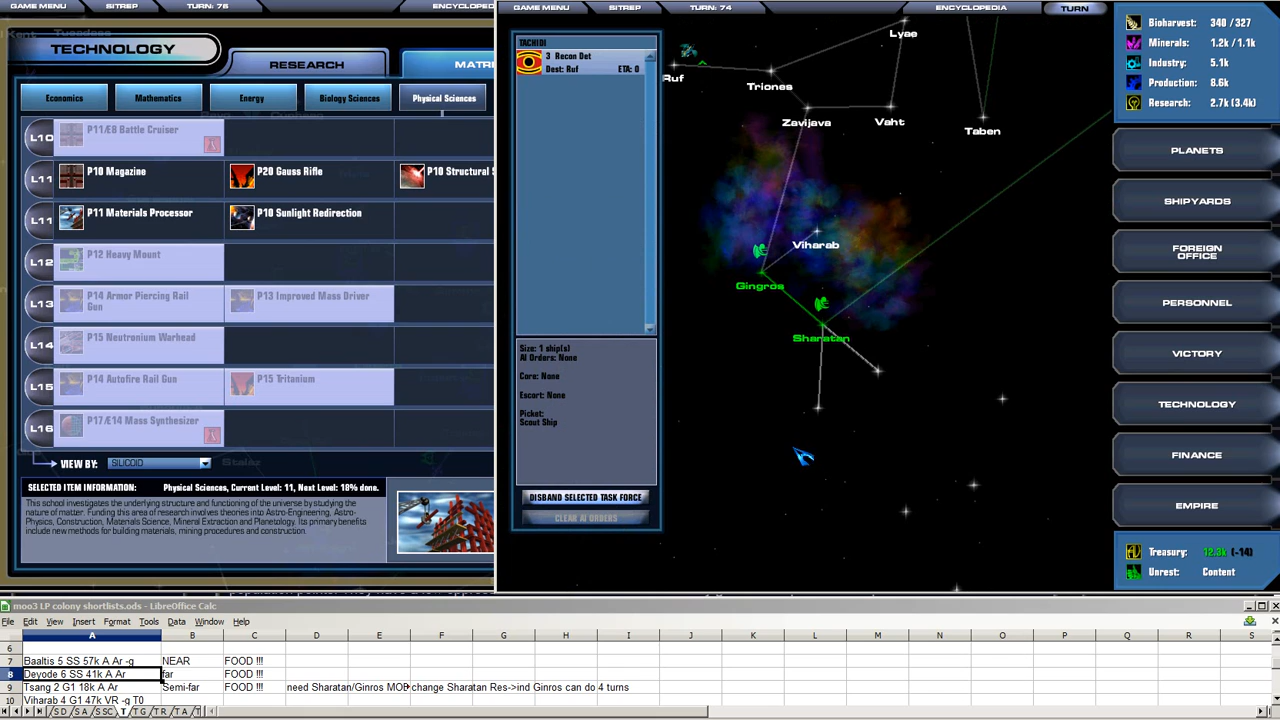 GAME MENU
SITREP
TURN: 76
TECHNOLOGY
RESEARCH
Economics
Mathematics
Energy
Biology Sciences
Physical Sciences
L10
P11/E8 Battle Cruiser
L11
P10 Magazine
P20 Gauss Rifle
L11
P11 Materials Processor
P10 Sunlight Redirection
L12
P12 Heavy Mount
L13
P14 Armor Piercing Rail
Gun
P13 Improved Mass Driver
L14
P15 Neutronium Warhead
L15
P14 Autofire Rail Gun
P15 Tritanium
L16
P17/E14 Mass Synthesizer
VIEW BY:
SILICOID
SELECTED ITEM INFORMATION:
Physical Sciences, Current Level: 11, Next Level: 18% done.
This school investigates the underlying structure and functioning of the universe by studying the
nature of matter. Funding this area of research involves theories into Astro-Engineering, Astro-
Physics, Construction, Materials Science, Mineral Extraction and Planetology. Its primary benefits
include new methods for building materials, mining procedures and construction.
GAME MENU
SITREP
TURN: 74
ENCYCLOPEDIA
TURN
TACHIDI
3 Recon Det
Dest: Ruf
ETA: 0
Size: 1 ship(s)
AI Orders: None
Core: None
Escort: None
Picket:
Scout Ship
DISBAND SELECTED TASK FORCE
CLEAR AI ORDERS
Ruf
Lyae
Triones
Zavijava
Vaht
Taben
Viharab
Gingros
Sharatan
Bioharvest: 340 / 327
Minerals:
Industry: 5.1k
Production: 8.6k
Research: 2.7k (3.4k)
PLANETS
SHIPYARDS
FOREIGN
OFFICE
PERSONNEL
VICTORY
TECHNOLOGY
FINANCE
EMPIRE
Treasury: 12.3k (-14)
Unrest: Content
moo3 LP colony shortlists.ods - LibreOffice Calc
File Edit View Insert Format Tools Data Window Help
A B C D E F G H I J K L M N O P Q R S
6
7 Baaltis 5 SS 57k A Ar -g NEAR FOOD !!!
8 Deyode 6 SS 41k A Ar far FOOD !!!
9 Tsang 2 G1 18k A Ar Semi-far FOOD !!! need Sharatan/Ginros MOB change Sharatan Res->ind Ginros can do 4 turns
10 Viharab 4 G1 47k VR -g T0
SD SA SSC T TG TR TA T